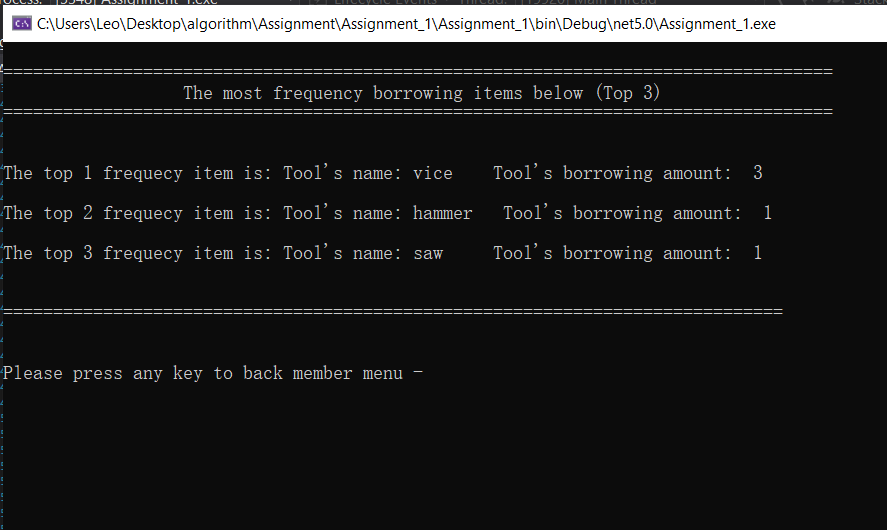 C:\Users\Leo\Desktop\algorithm\Assignment\Assignment_1\Assignment_1\bin\Debug\net5.0\Assignment_1.exe
===================================================================================
The most frequency borrowing items below (Top 3)
===================================================================================
The top 1 frequecy item is: Tool's name: vice    Tool's borrowing amount:  3
The top 2 frequecy item is: Tool's name: hammer   Tool's borrowing amount:  1
The top 3 frequecy item is: Tool's name: saw     Tool's borrowing amount:  1
==============================================================================
Please press any key to back member menu